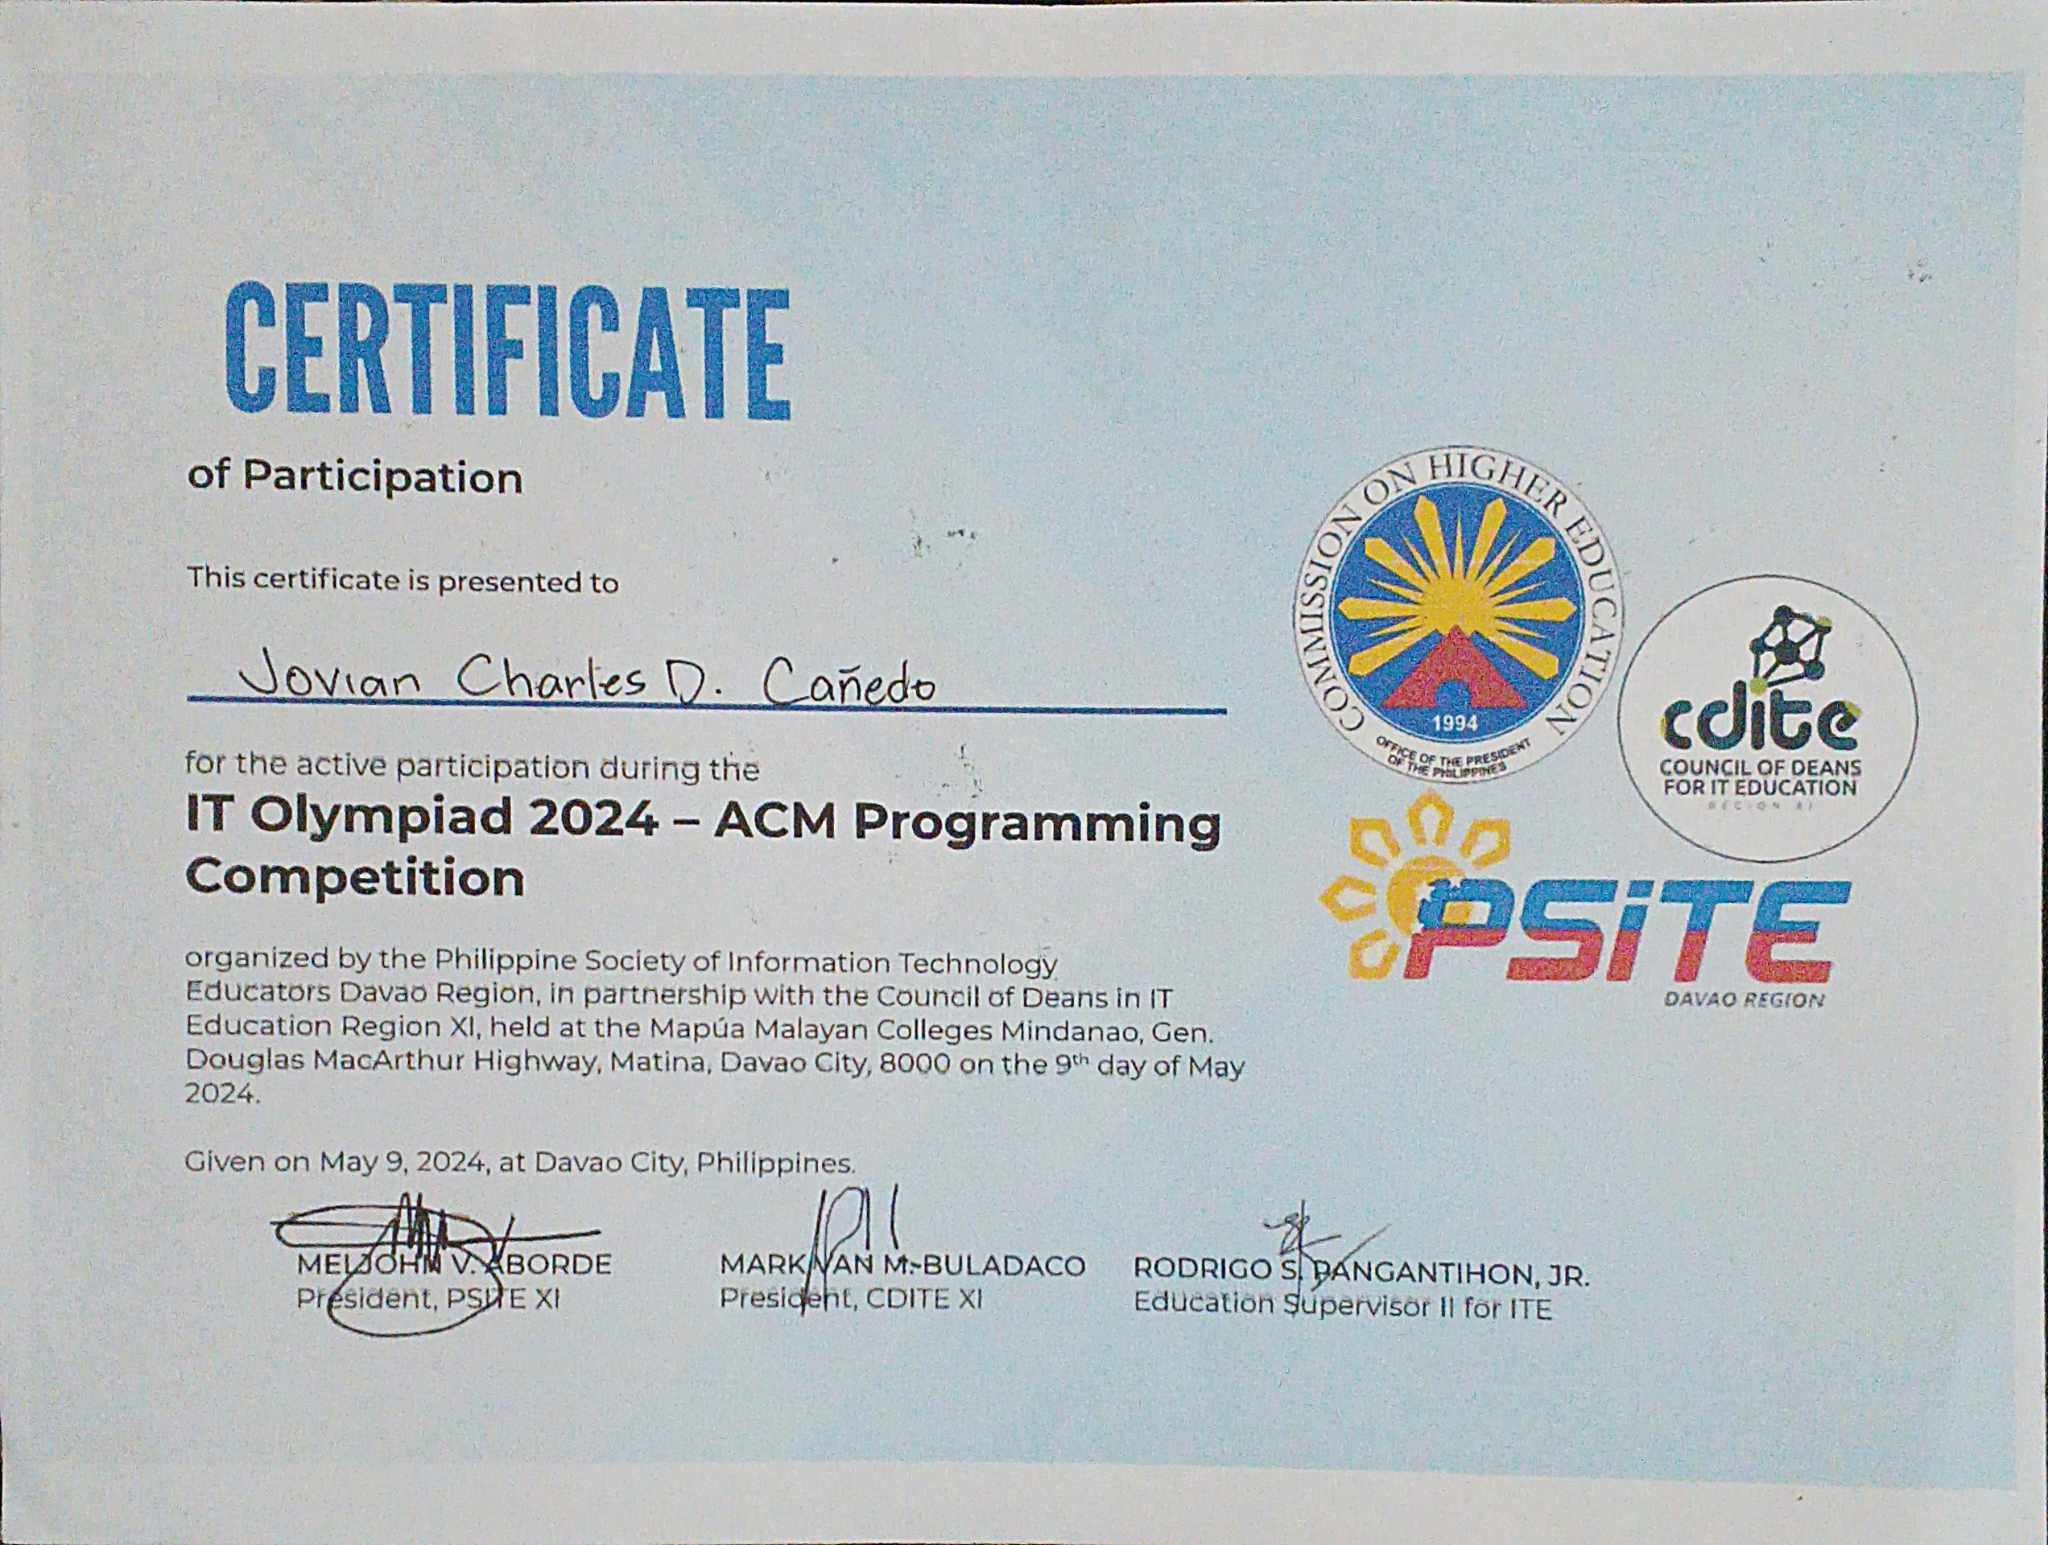 CERTIFICATE
of Participation
This certificate is presented to
Jovian Charles D. Cañedo
for the active participation during the
IT Olympiad 2024 – ACM Programming
Competition
organized by the Philippine Society of Information Technology
Educators Davao Region, in partnership with the Council of Deans in IT
Education Region XI, held at the Mapúa Malayan Colleges Mindanao, Gen.
Douglas MacArthur Highway, Matina, Davao City, 8000 on the 9th day of May
2024.
Given on May 9, 2024, at Davao City, Philippines.
MELJOHN V. ABORDE
President, PSITE XI
MARK VAN M. BULADACO
President, CDITE XI
RODRIGO S. PANGANTIHON, JR.
Education Supervisor II for ITE
COMMISSION ON HIGHER EDUCATION
1994
OFFICE OF THE PRESIDENT
OF THE PHILIPPINES
cdite
COUNCIL OF DEANS
FOR IT EDUCATION
REGION XI
PSITE
DAVAO REGION